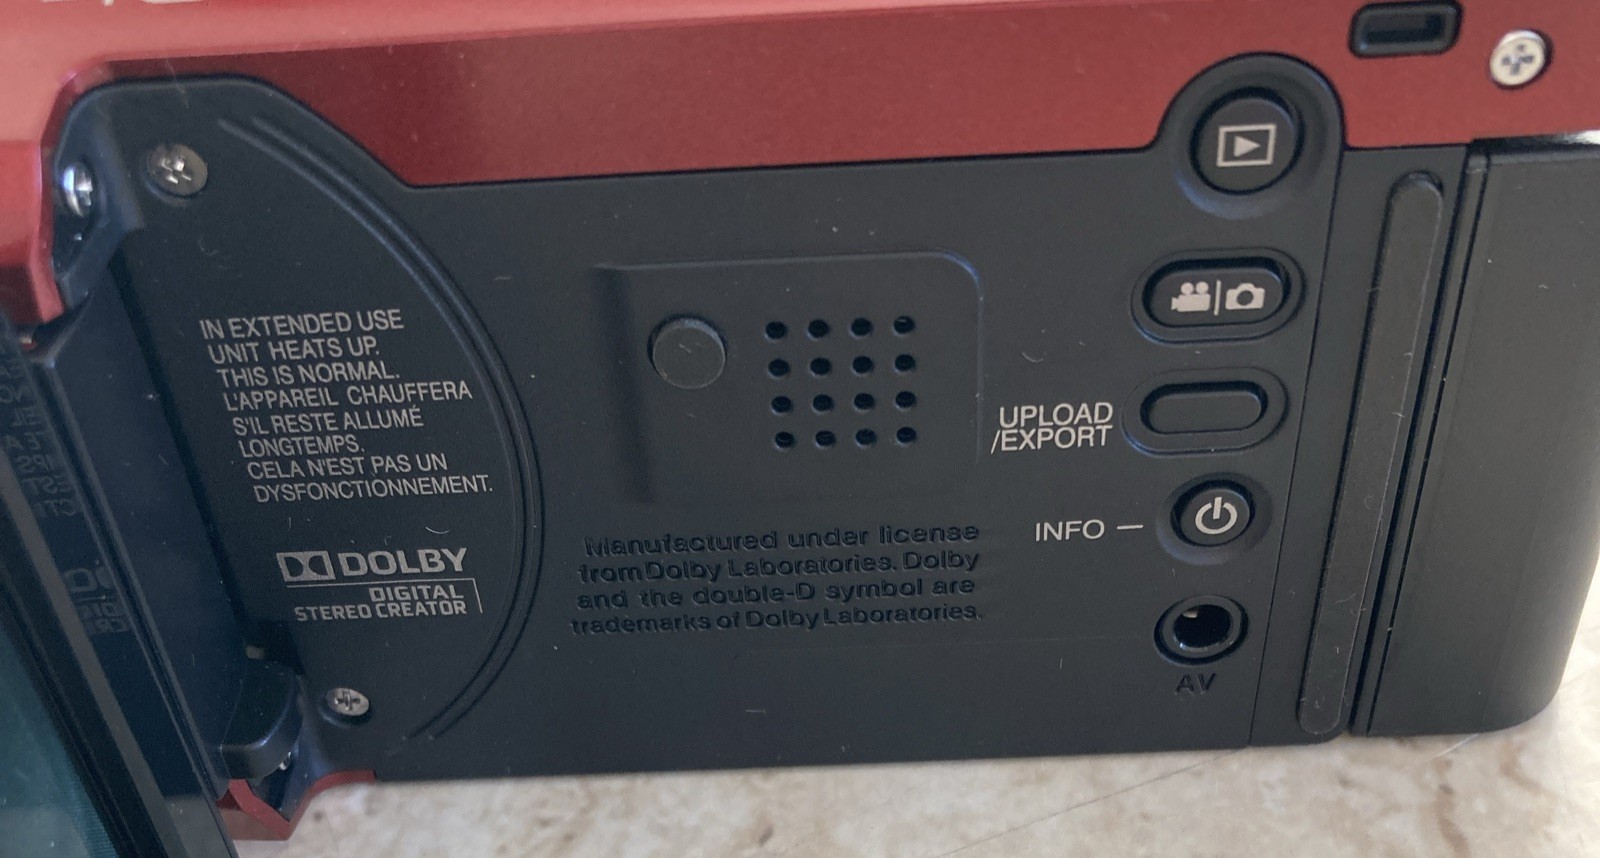 IN EXTENDED USE
UNIT HEATS UP.
THIS IS NORMAL.
L'APPAREIL CHAUFFERA
S'IL RESTE ALLUMÉ
LONGTEMPS.
CELA N'EST PAS UN
DYSFONCTIONNEMENT.
DOLBY
DIGITAL
STEREO CREATOR
Manufactured under license
from Dolby Laboratories. Dolby
and the double-D symbol are
trademarks of Dolby Laboratories.
UPLOAD
/EXPORT
INFO
AV